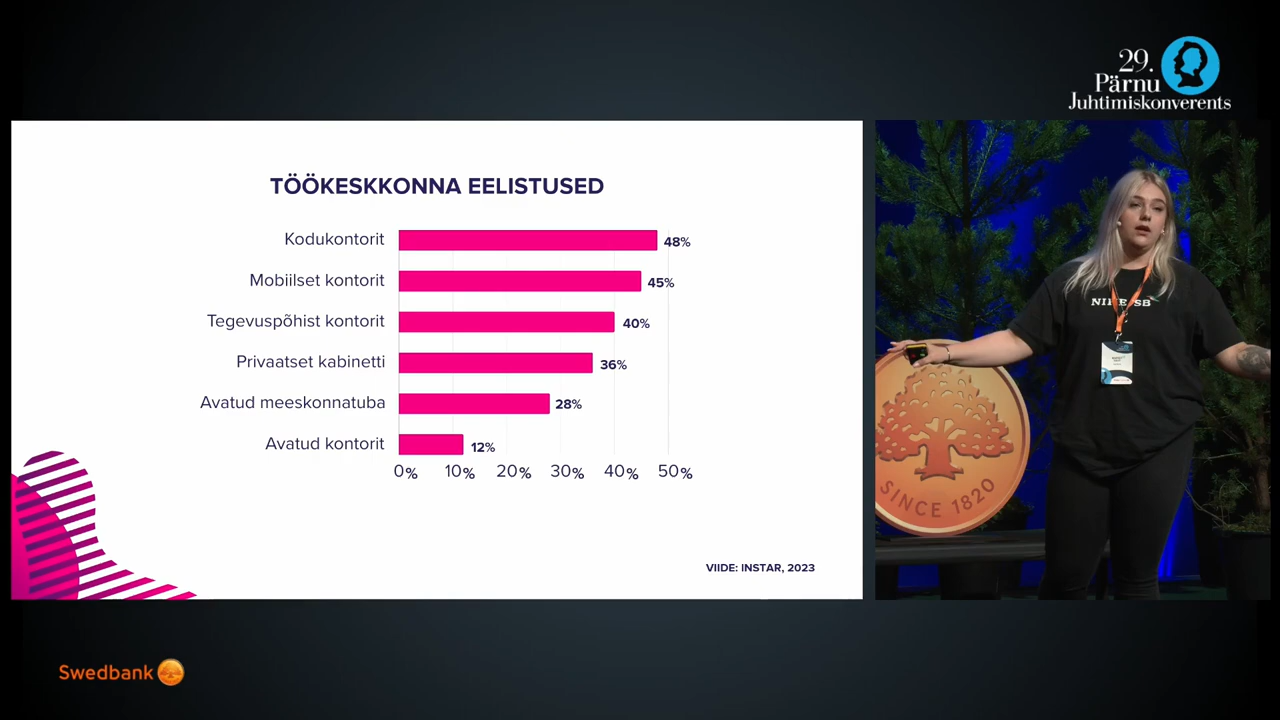 29.
Pärnu
Juhtimiskonverents
TÖÖKESKKONNA EELISTUSED
Kodukontorit 48%
Mobiilset kontorit 45%
Tegevuspõhist kontorit 40%
Privaatset kabinetti 36%
Avatud meeskonnatuba 28%
Avatud kontorit 12%
0% 10% 20% 30% 40% 50%
VIIDE: INSTAR, 2023
SINCE 1820
Swedbank